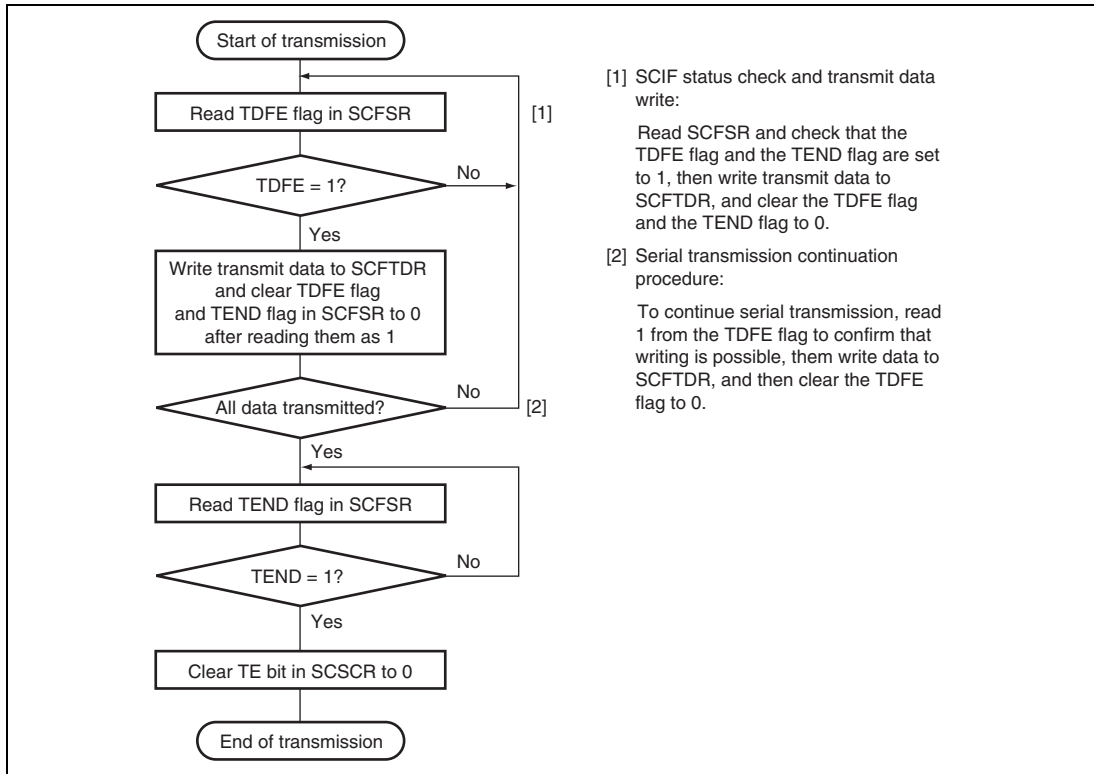 Start of transmission
Read TDFE flag in SCFSR
[1]
TDFE = 1?
No
Yes
Write transmit data to SCFTDR
and clear TDFE flag
and TEND flag in SCFSR to 0
after reading them as 1
All data transmitted?
No
[2]
Yes
Read TEND flag in SCFSR
TEND = 1?
No
Yes
Clear TE bit in SCSCR to 0
End of transmission
[1] SCIF status check and transmit data
write:
Read SCFSR and check that the
TDFE flag and the TEND flag are set
to 1, then write transmit data to
SCFTDR, and clear the TDFE flag
and the TEND flag to 0.
[2] Serial transmission continuation
procedure:
To continue serial transmission, read
1 from the TDFE flag to confirm that
writing is possible, them write data to
SCFTDR, and then clear the TDFE
flag to 0.